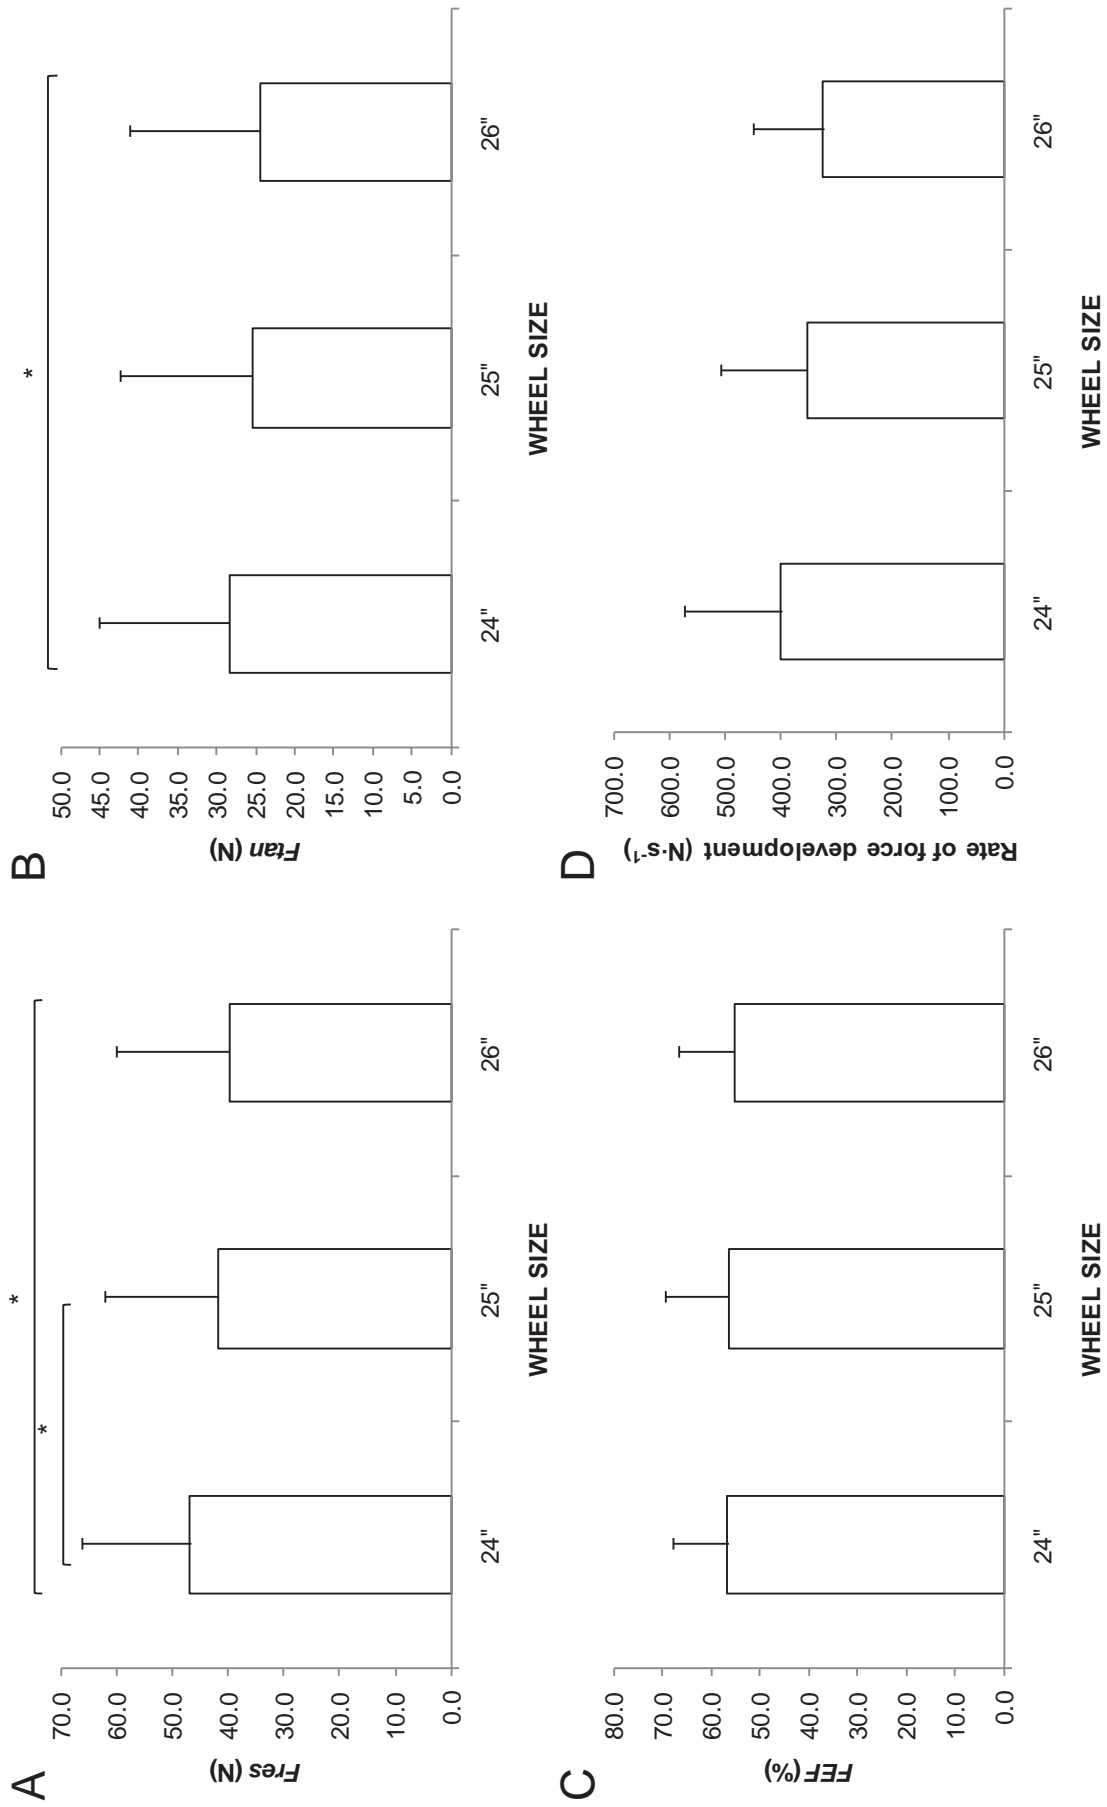 A
*
*
Fres (N)
70.0
60.0
50.0
40.0
30.0
20.0
10.0
0.0
24" 25" 26"
WHEEL SIZE
B
*
Ftan (N)
50.0
45.0
40.0
35.0
30.0
25.0
20.0
15.0
10.0
5.0
0.0
24" 25" 26"
WHEEL SIZE
C
FEF (%)
80.0
70.0
60.0
50.0
40.0
30.0
20.0
10.0
0.0
24" 25" 26"
WHEEL SIZE
D
Rate of force development (N·s⁻¹)
700.0
600.0
500.0
400.0
300.0
200.0
100.0
0.0
24" 25" 26"
WHEEL SIZE